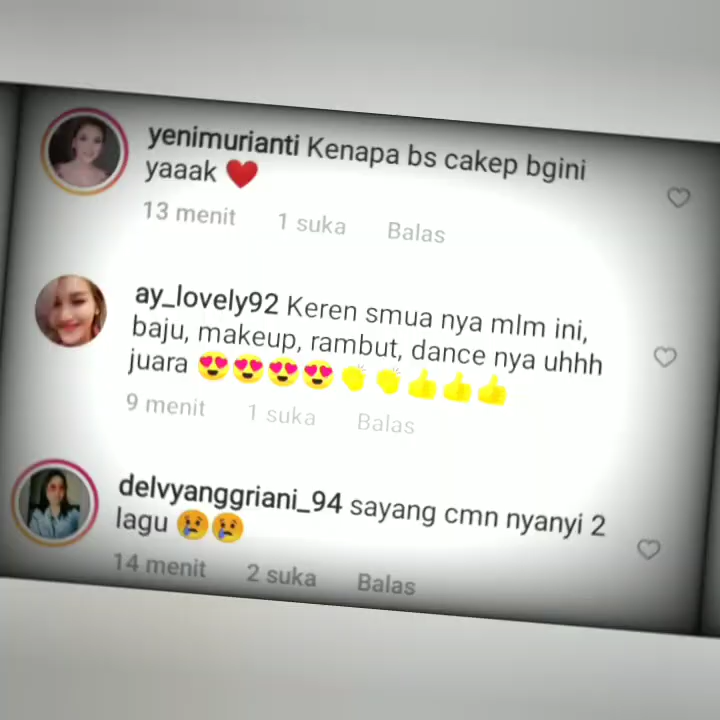 yenimurianti Kenapa bs cakep bgini
yaaak ❤️
13 menit 1 suka Balas
ay_lovely92 Keren smua nya mlm ini,
baju, makeup, rambut, dance nya uhhh
juara 😍😍😍😍👏👏👍👍👍
9 menit 1 suka Balas
delvyanggriani_94 sayang cmn nyanyi 2
lagu 😢😢
14 menit 2 suka Balas